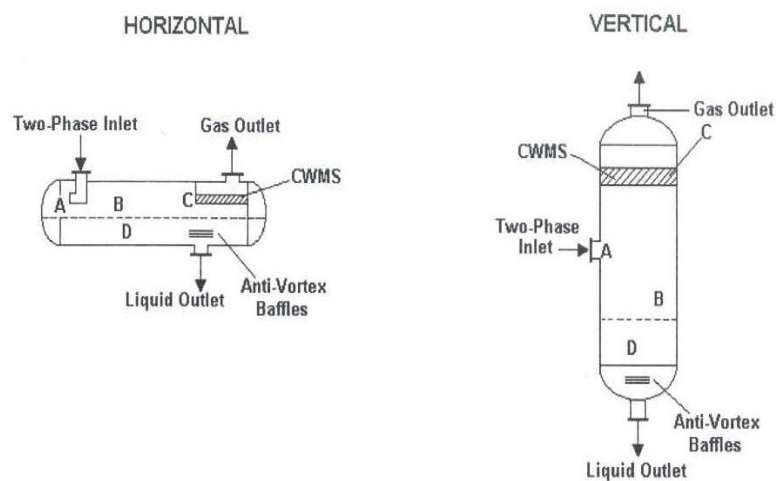 HORIZONTAL
Two-Phase Inlet
Gas Outlet
CWMS
A
B
C
D
Liquid Outlet
Anti-Vortex
Baffles
VERTICAL
Gas Outlet
C
CWMS
Two-Phase
Inlet
A
B
D
Anti-Vortex
Baffles
Liquid Outlet